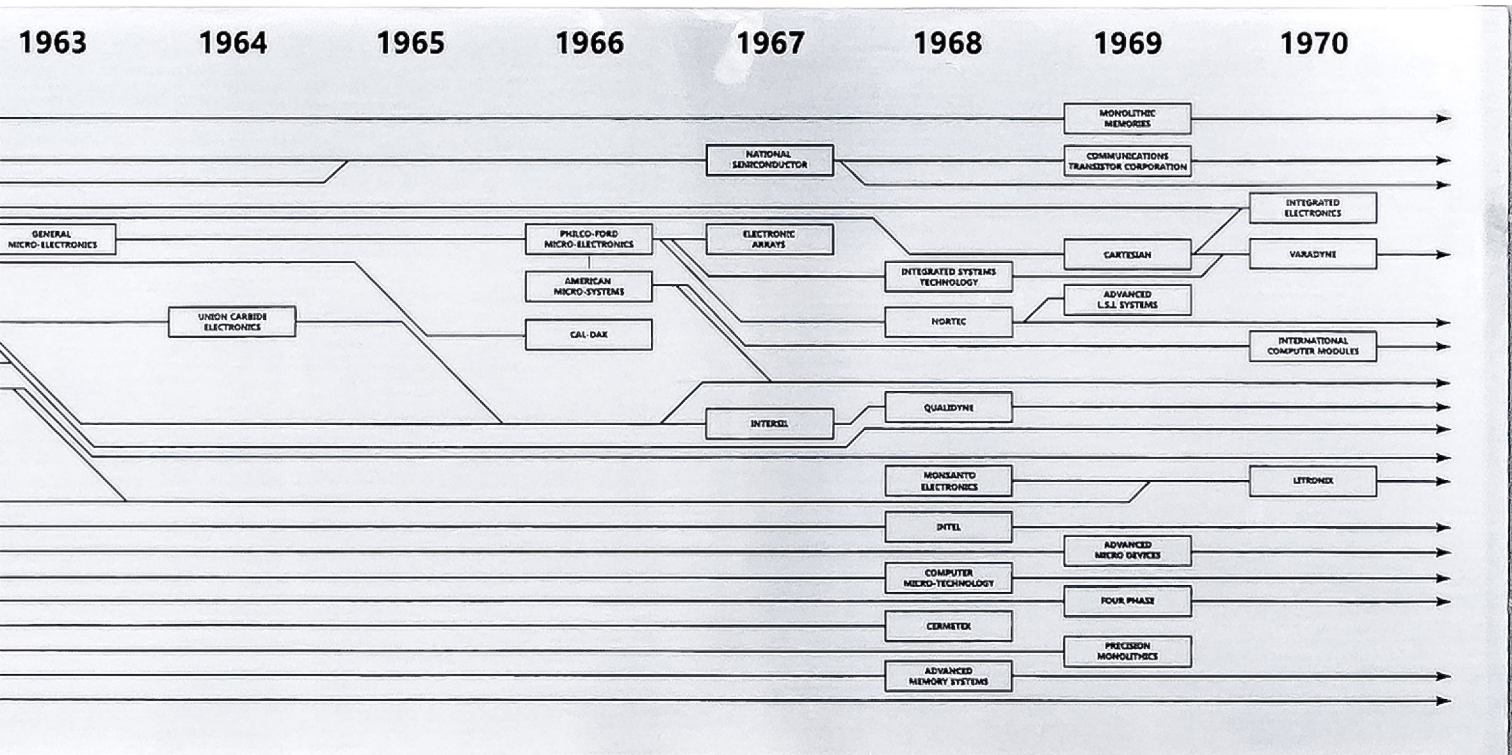 1963 1964 1965 1966 1967 1968 1969 1970
MONOLITHIC
MEMORIES
NATIONAL
SEMICONDUCTOR
COMMUNICATIONS
TRANSISTOR CORPORATION
INTEGRATED
ELECTRONICS
GENERAL
MICRO-ELECTRONICS
PHILCO-FORD
MICRO-ELECTRONICS
ELECTRONIC
ARRAYS
CARTESIAN
VARADYNE
INTEGRATED SYSTEMS
TECHNOLOGY
AMERICAN
MICRO-SYSTEMS
ADVANCED
L.S.I. SYSTEMS
UNION CARBIDE
ELECTRONICS
NORTEC
CAL-DAK
INTERNATIONAL
COMPUTER MODULES
QUALIDYNE
INTERSIL
MONSANTO
ELECTRONICS
LITRONIX
INTEL
ADVANCED
MICRO DEVICES
COMPUTER
MICRO-TECHNOLOGY
FOUR PHASE
CERMETEK
PRECISION
MONOLITHICS
ADVANCED
MEMORY SYSTEMS